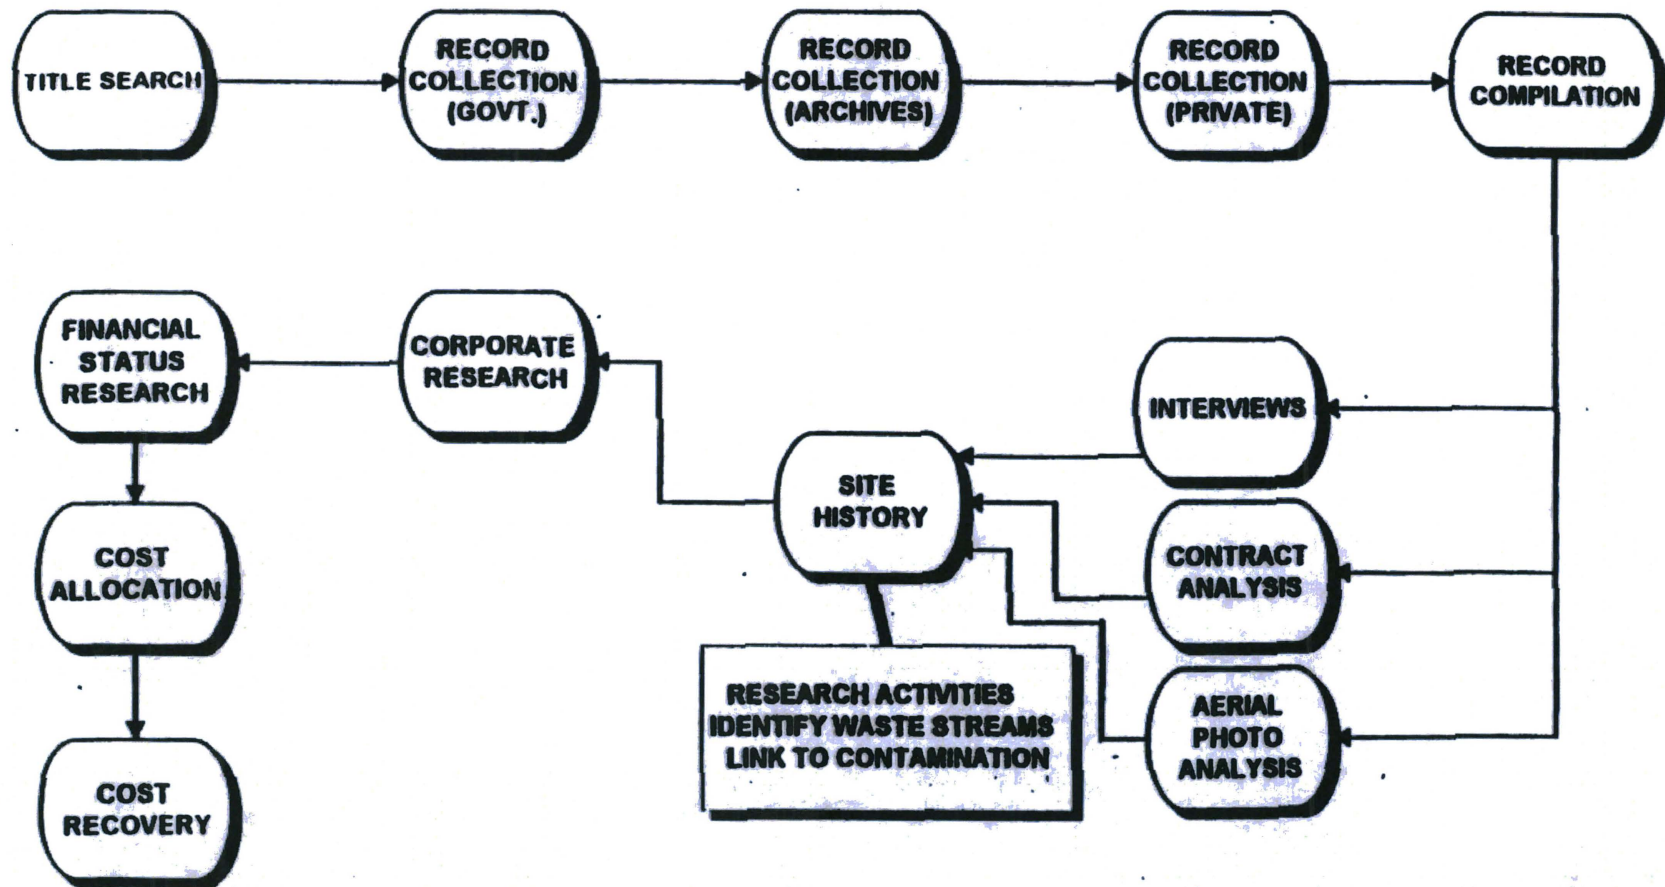 TITLE SEARCH
RECORD
COLLECTION
(GOVT.)
RECORD
COLLECTION
(ARCHIVES)
RECORD
COLLECTION
(PRIVATE)
RECORD
COMPILATION
FINANCIAL
STATUS
RESEARCH
CORPORATE
RESEARCH
INTERVIEWS
SITE
HISTORY
CONTRACT
ANALYSIS
COST
ALLOCATION
RESEARCH ACTIVITIES
IDENTIFY WASTE STREAMS
LINK TO CONTAMINATION
AERIAL
PHOTO
ANALYSIS
COST
RECOVERY